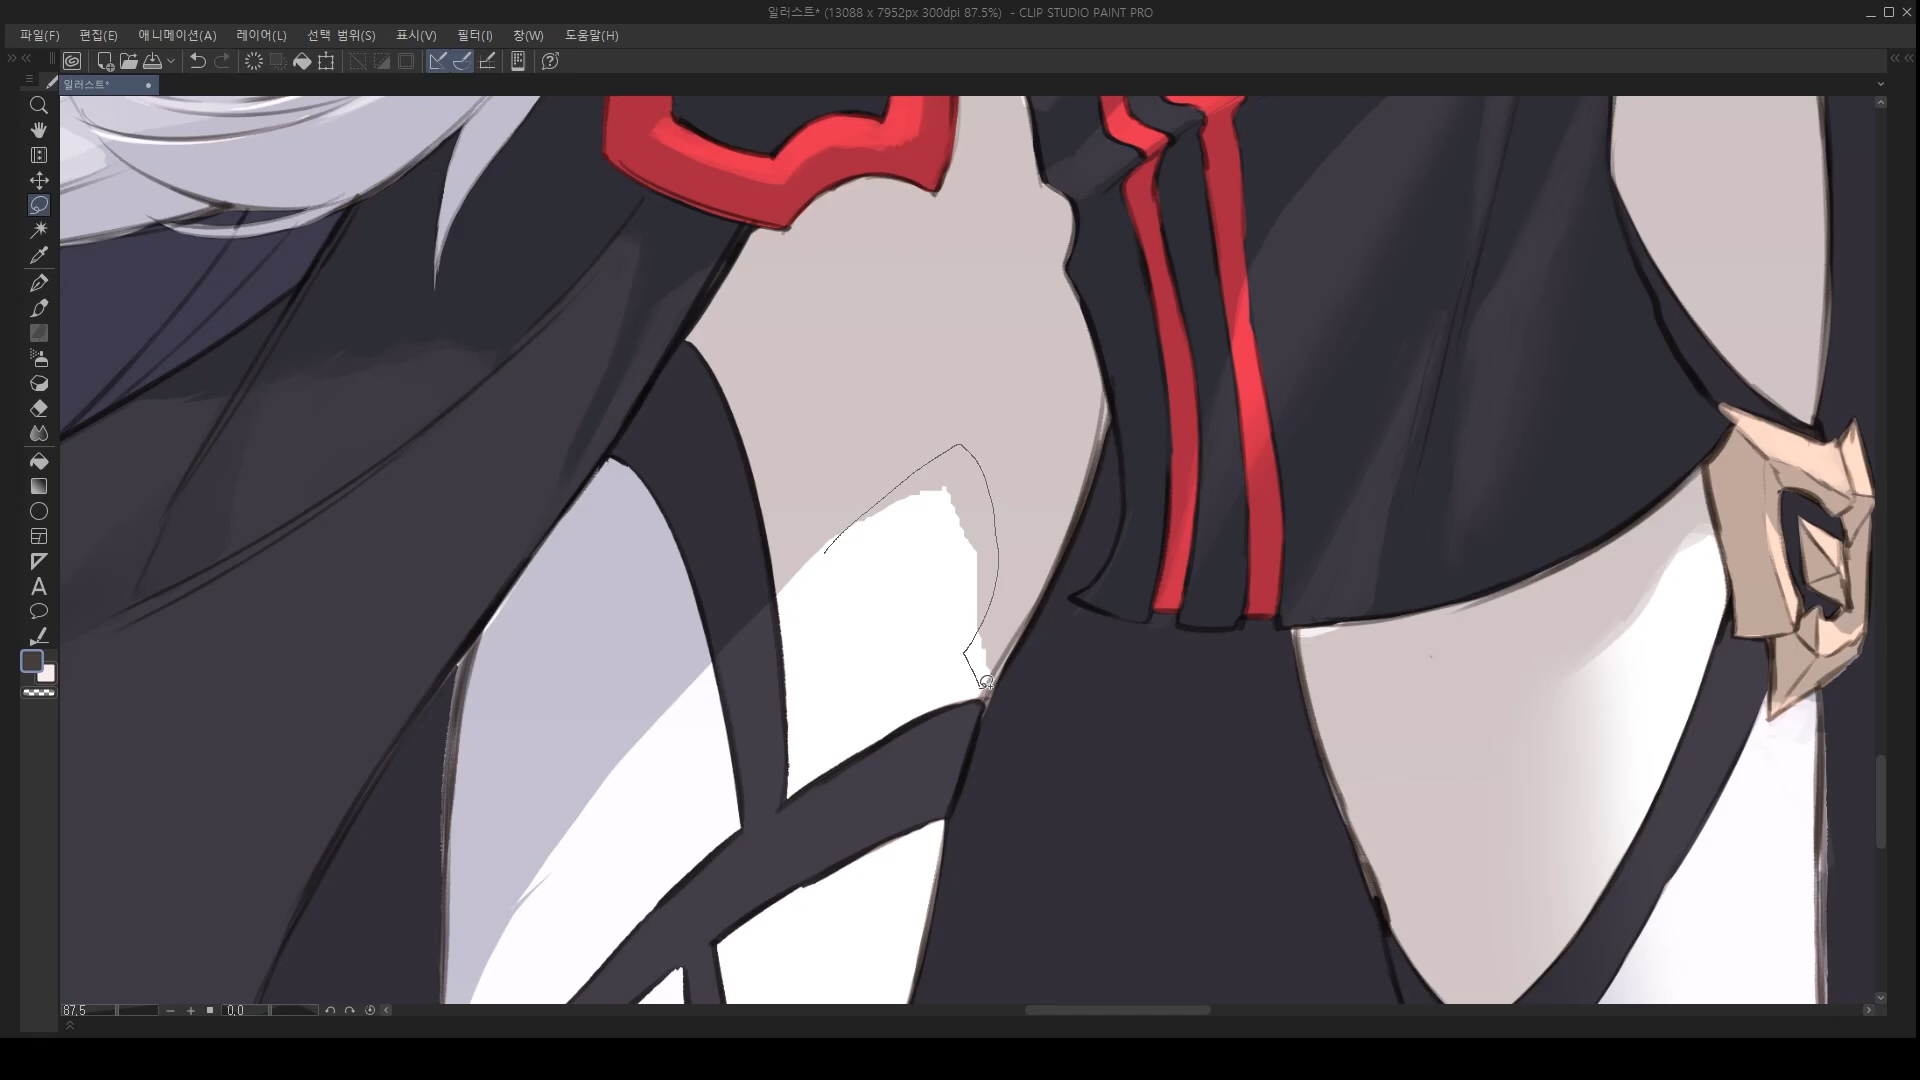 일러스트* (13088 x 7952px 300dpi 87.5%) - CLIP STUDIO PAINT PRO
파일(F) 편집(E) 애니메이션(A) 레이어(L) 선택 범위(S) 표시(V) 필터(I) 창(W) 도움말(H)
일러스트*
87.5 0.0